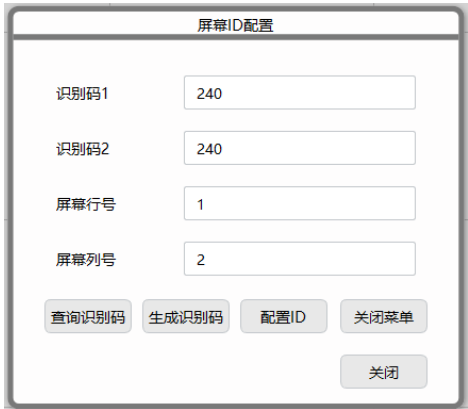 屏幕ID配置
识别码1 240
识别码2 240
屏幕行号 1
屏幕列号 2
查询识别码 生成识别码 配置ID 关闭菜单
关闭